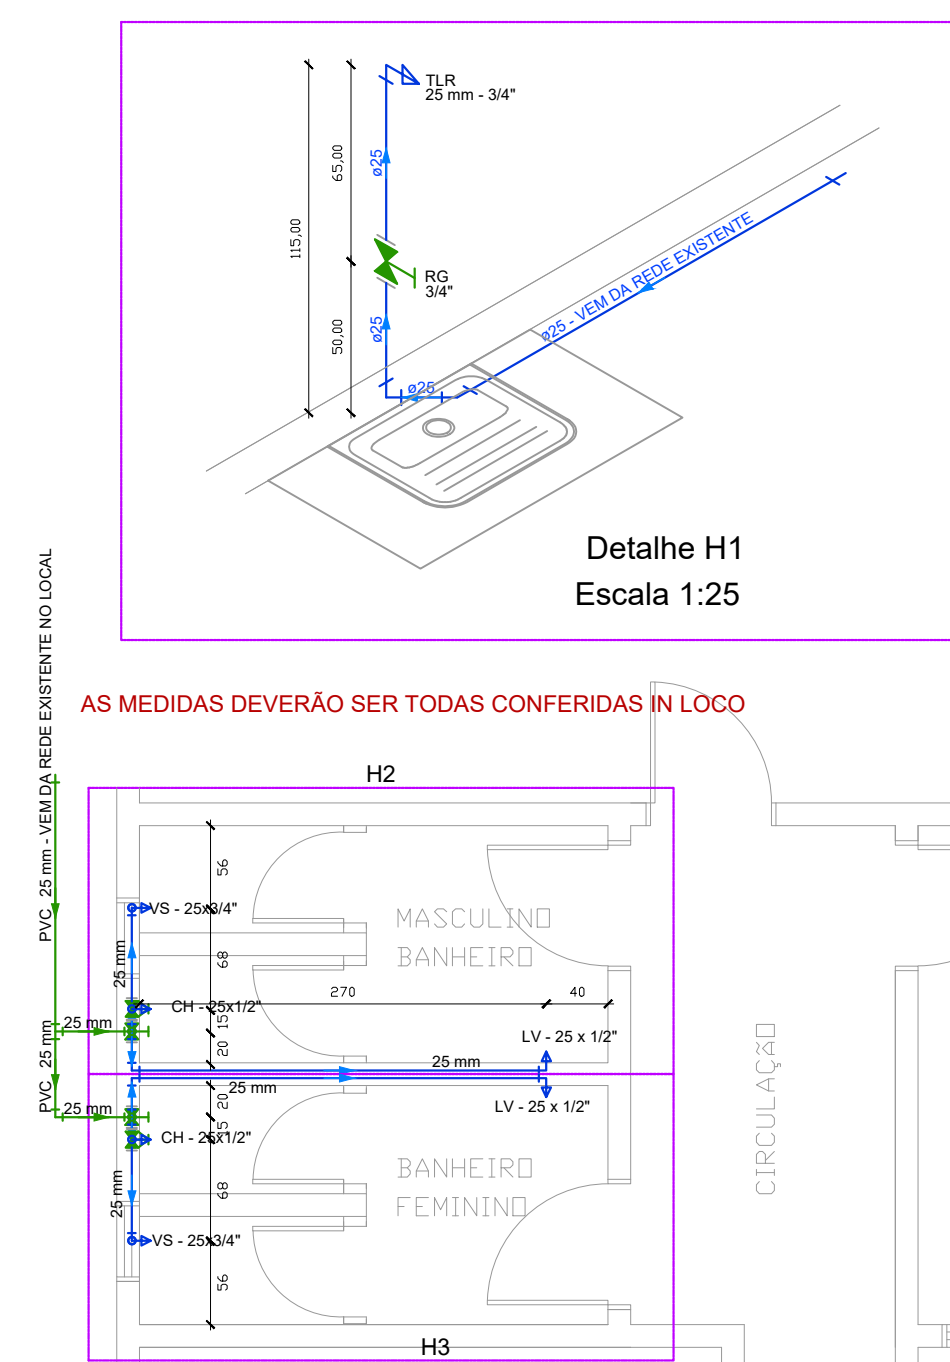 TLR
25 mm - 3/4"
ø25
65,00
115,00
RG
3/4"
ø25
50,00
ø25
ø25 - VEM DA REDE EXISTENTE
Detalhe H1
Escala 1:25
AS MEDIDAS DEVERÃO SER TODAS CONFERIDAS IN LOCO
PVC 25 mm - VEM DA REDE EXISTENTE NO LOCAL
H2
56
VS - 25x3/4"
MASCULINO
BANHEIRO
68
25 mm
270
40
CH - 25x1/2"
15
25 mm
20
LV - 25 x 1/2"
25 mm
PVC 25 mm
25 mm
20
LV - 25 x 1/2"
25 mm
15
CH - 25x1/2"
BANHEIRO
FEMININO
68
25 mm
VS - 25x3/4"
56
CIRCULAÇÃO
H3